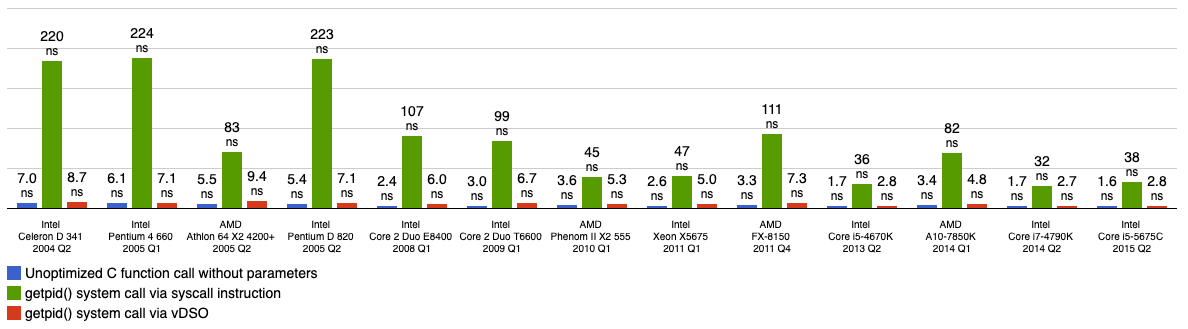 220
ns
224
ns
223
ns
83
ns
107
ns
99
ns
111
ns
82
ns
45
ns
47
ns
36
ns
32
ns
38
ns
7.0
ns
8.7
ns
6.1
ns
7.1
ns
5.5
ns
9.4
ns
5.4
ns
7.1
ns
2.4
ns
6.0
ns
3.0
ns
6.7
ns
3.6
ns
5.3
ns
2.6
ns
5.0
ns
3.3
ns
7.3
ns
1.7
ns
2.8
ns
3.4
ns
4.8
ns
1.7
ns
2.7
ns
1.6
ns
2.8
ns
Intel
Celeron D 341
2004 Q2
Intel
Pentium 4 660
2005 Q1
AMD
Athlon 64 X2 4200+
2005 Q2
Intel
Pentium D 820
2005 Q2
Intel
Core 2 Duo E8400
2008 Q1
Intel
Core 2 Duo T6600
2009 Q1
AMD
Phenom II X2 555
2010 Q1
Intel
Xeon X5675
2011 Q1
AMD
FX-8150
2011 Q4
Intel
Core i5-4670K
2013 Q2
AMD
A10-7850K
2014 Q1
Intel
Core i7-4790K
2014 Q2
Intel
Core i5-5675C
2015 Q2
Unoptimized C function call without parameters
getpid() system call via syscall instruction
getpid() system call via vDSO